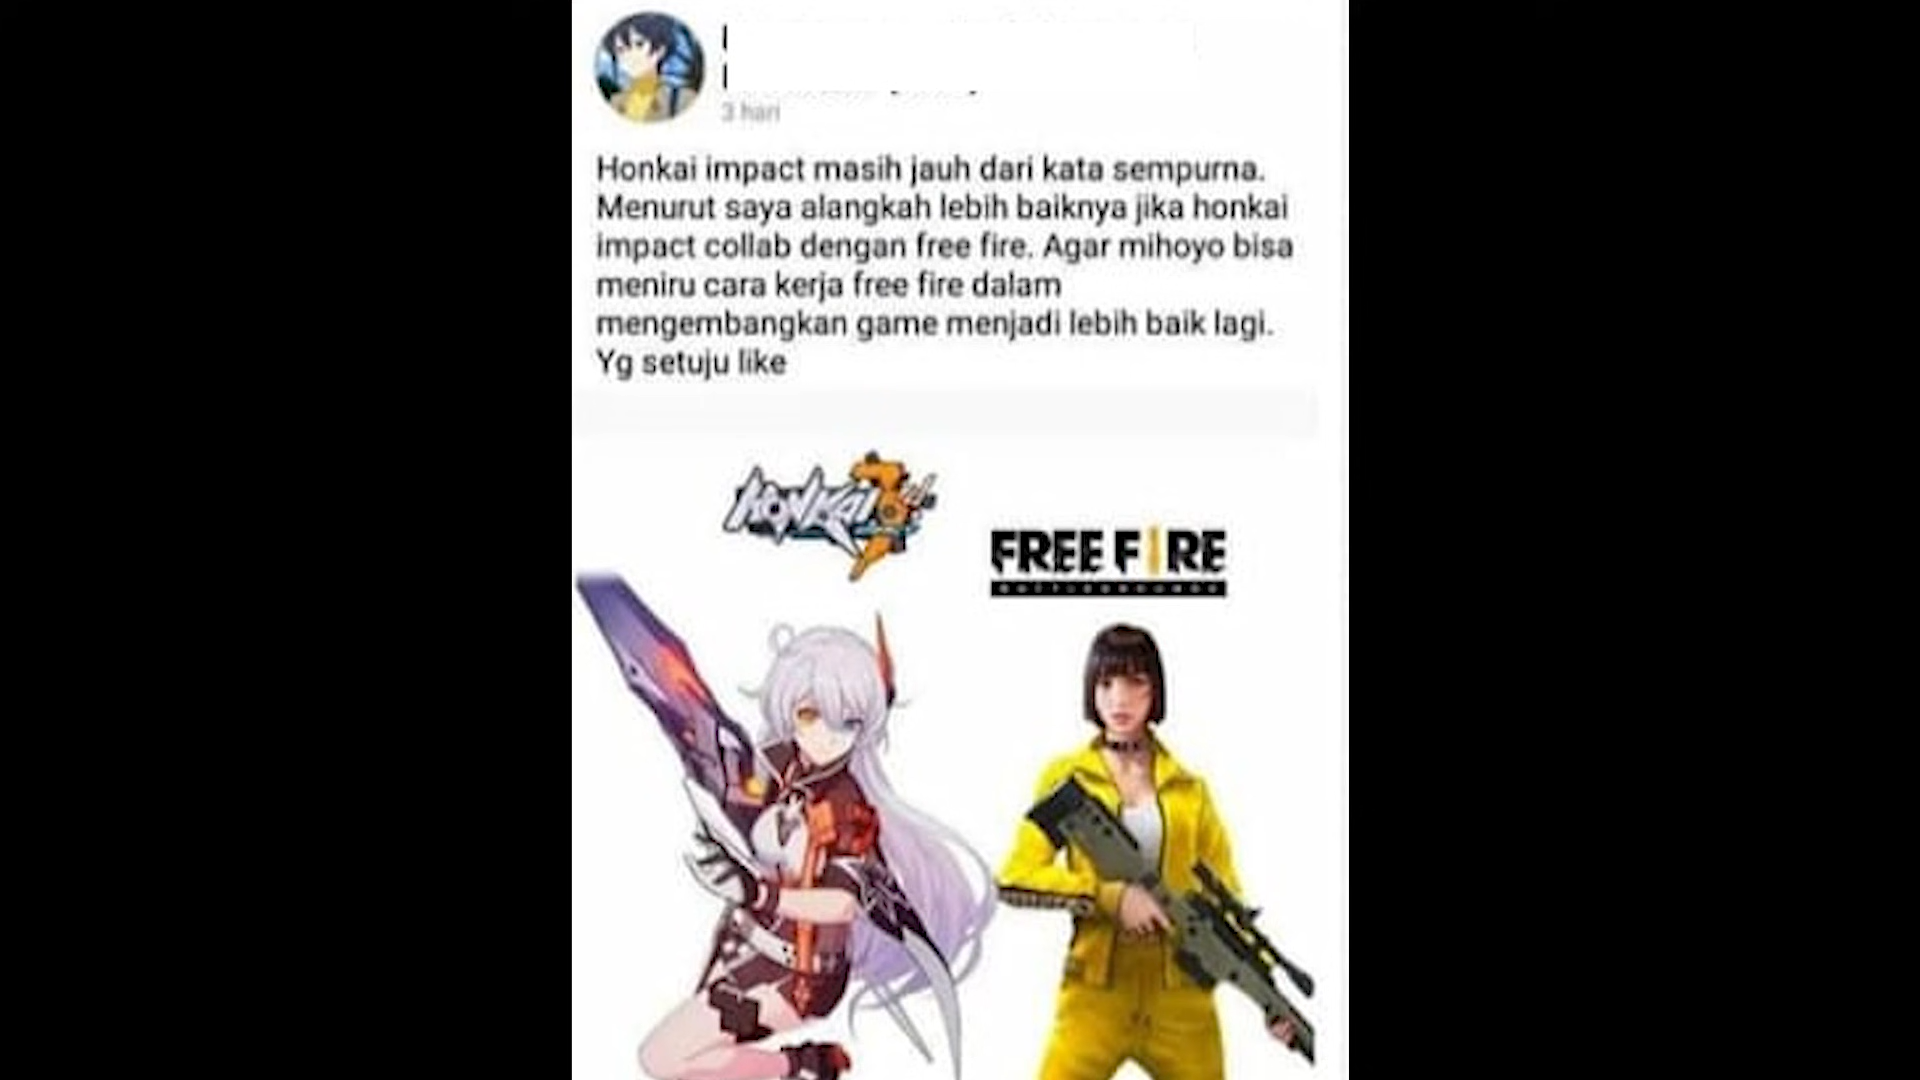 3 hari
Honkai impact masih jauh dari kata sempurna.
Menurut saya alangkah lebih baiknya jika honkai
impact collab dengan free fire. Agar mihoyo bisa
meniru cara kerja free fire dalam
mengembangkan game menjadi lebih baik lagi.
Yg setuju like
HONKAI 3rd
FREE FIRE